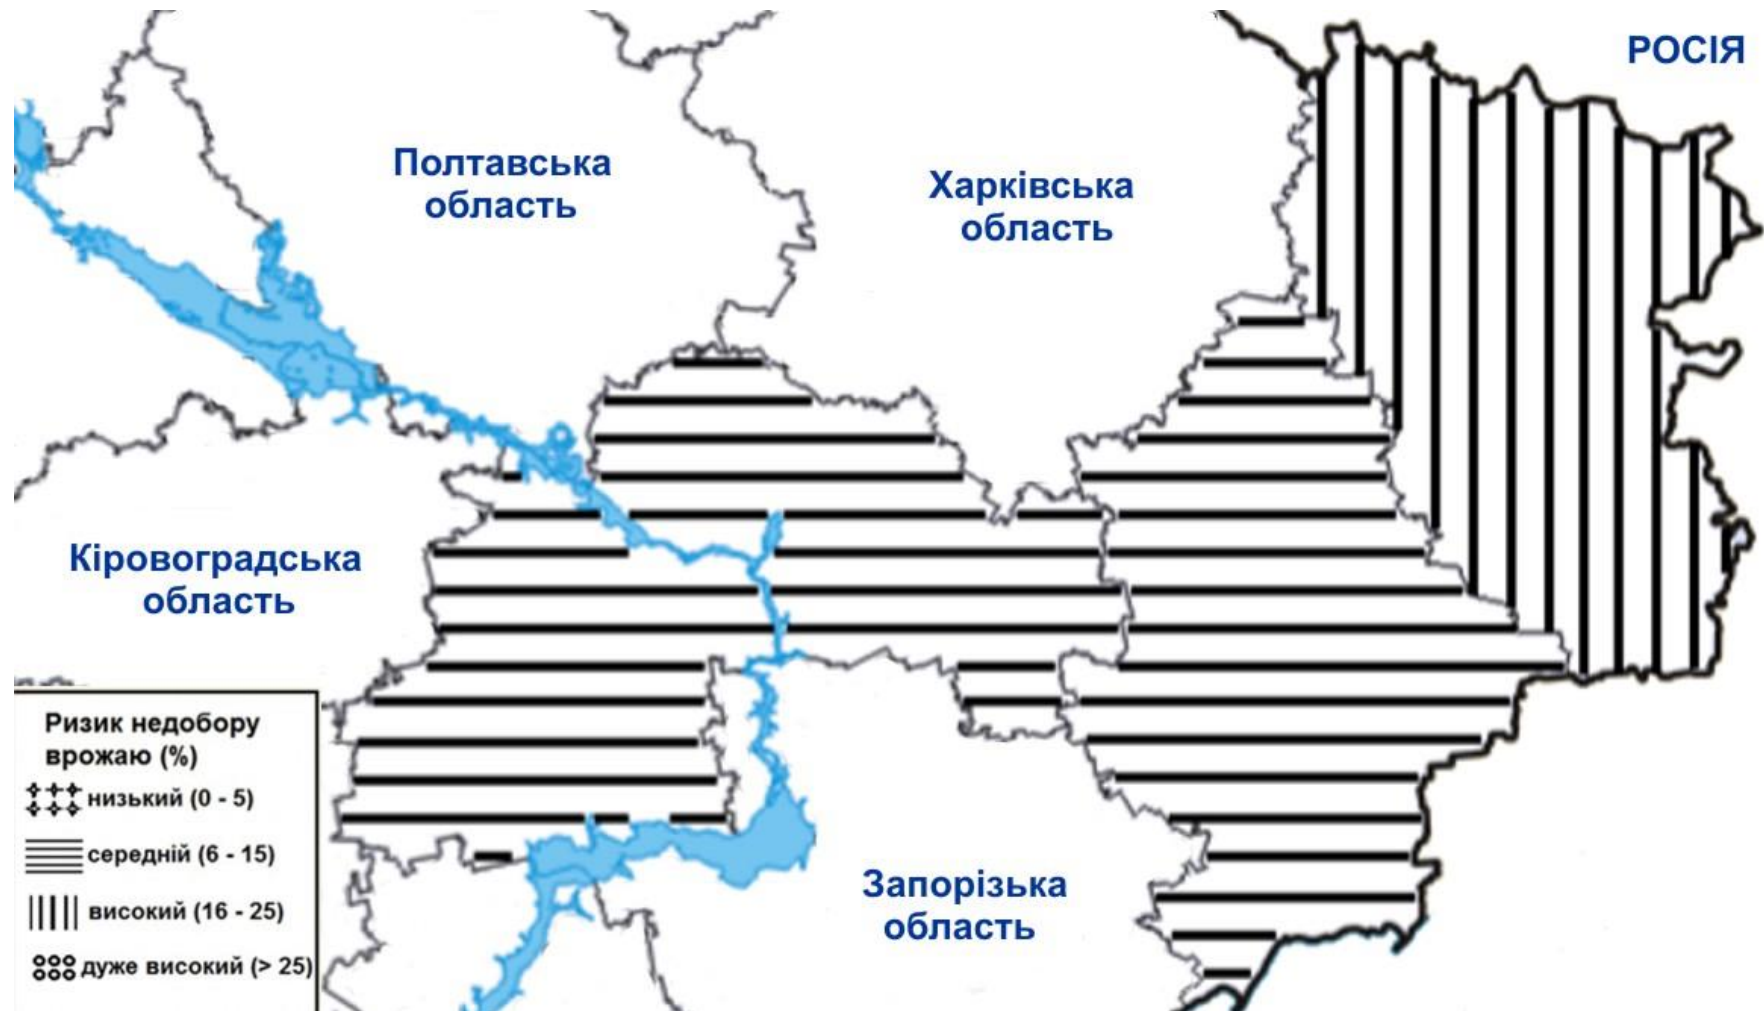 РОСІЯ
Полтавська
область
Харківська
область
Кіровоградська
область
Запорізька
область
Ризик недобору
врожаю (%)
низький (0 - 5)
середній (6 - 15)
високий (16 - 25)
дуже високий (> 25)